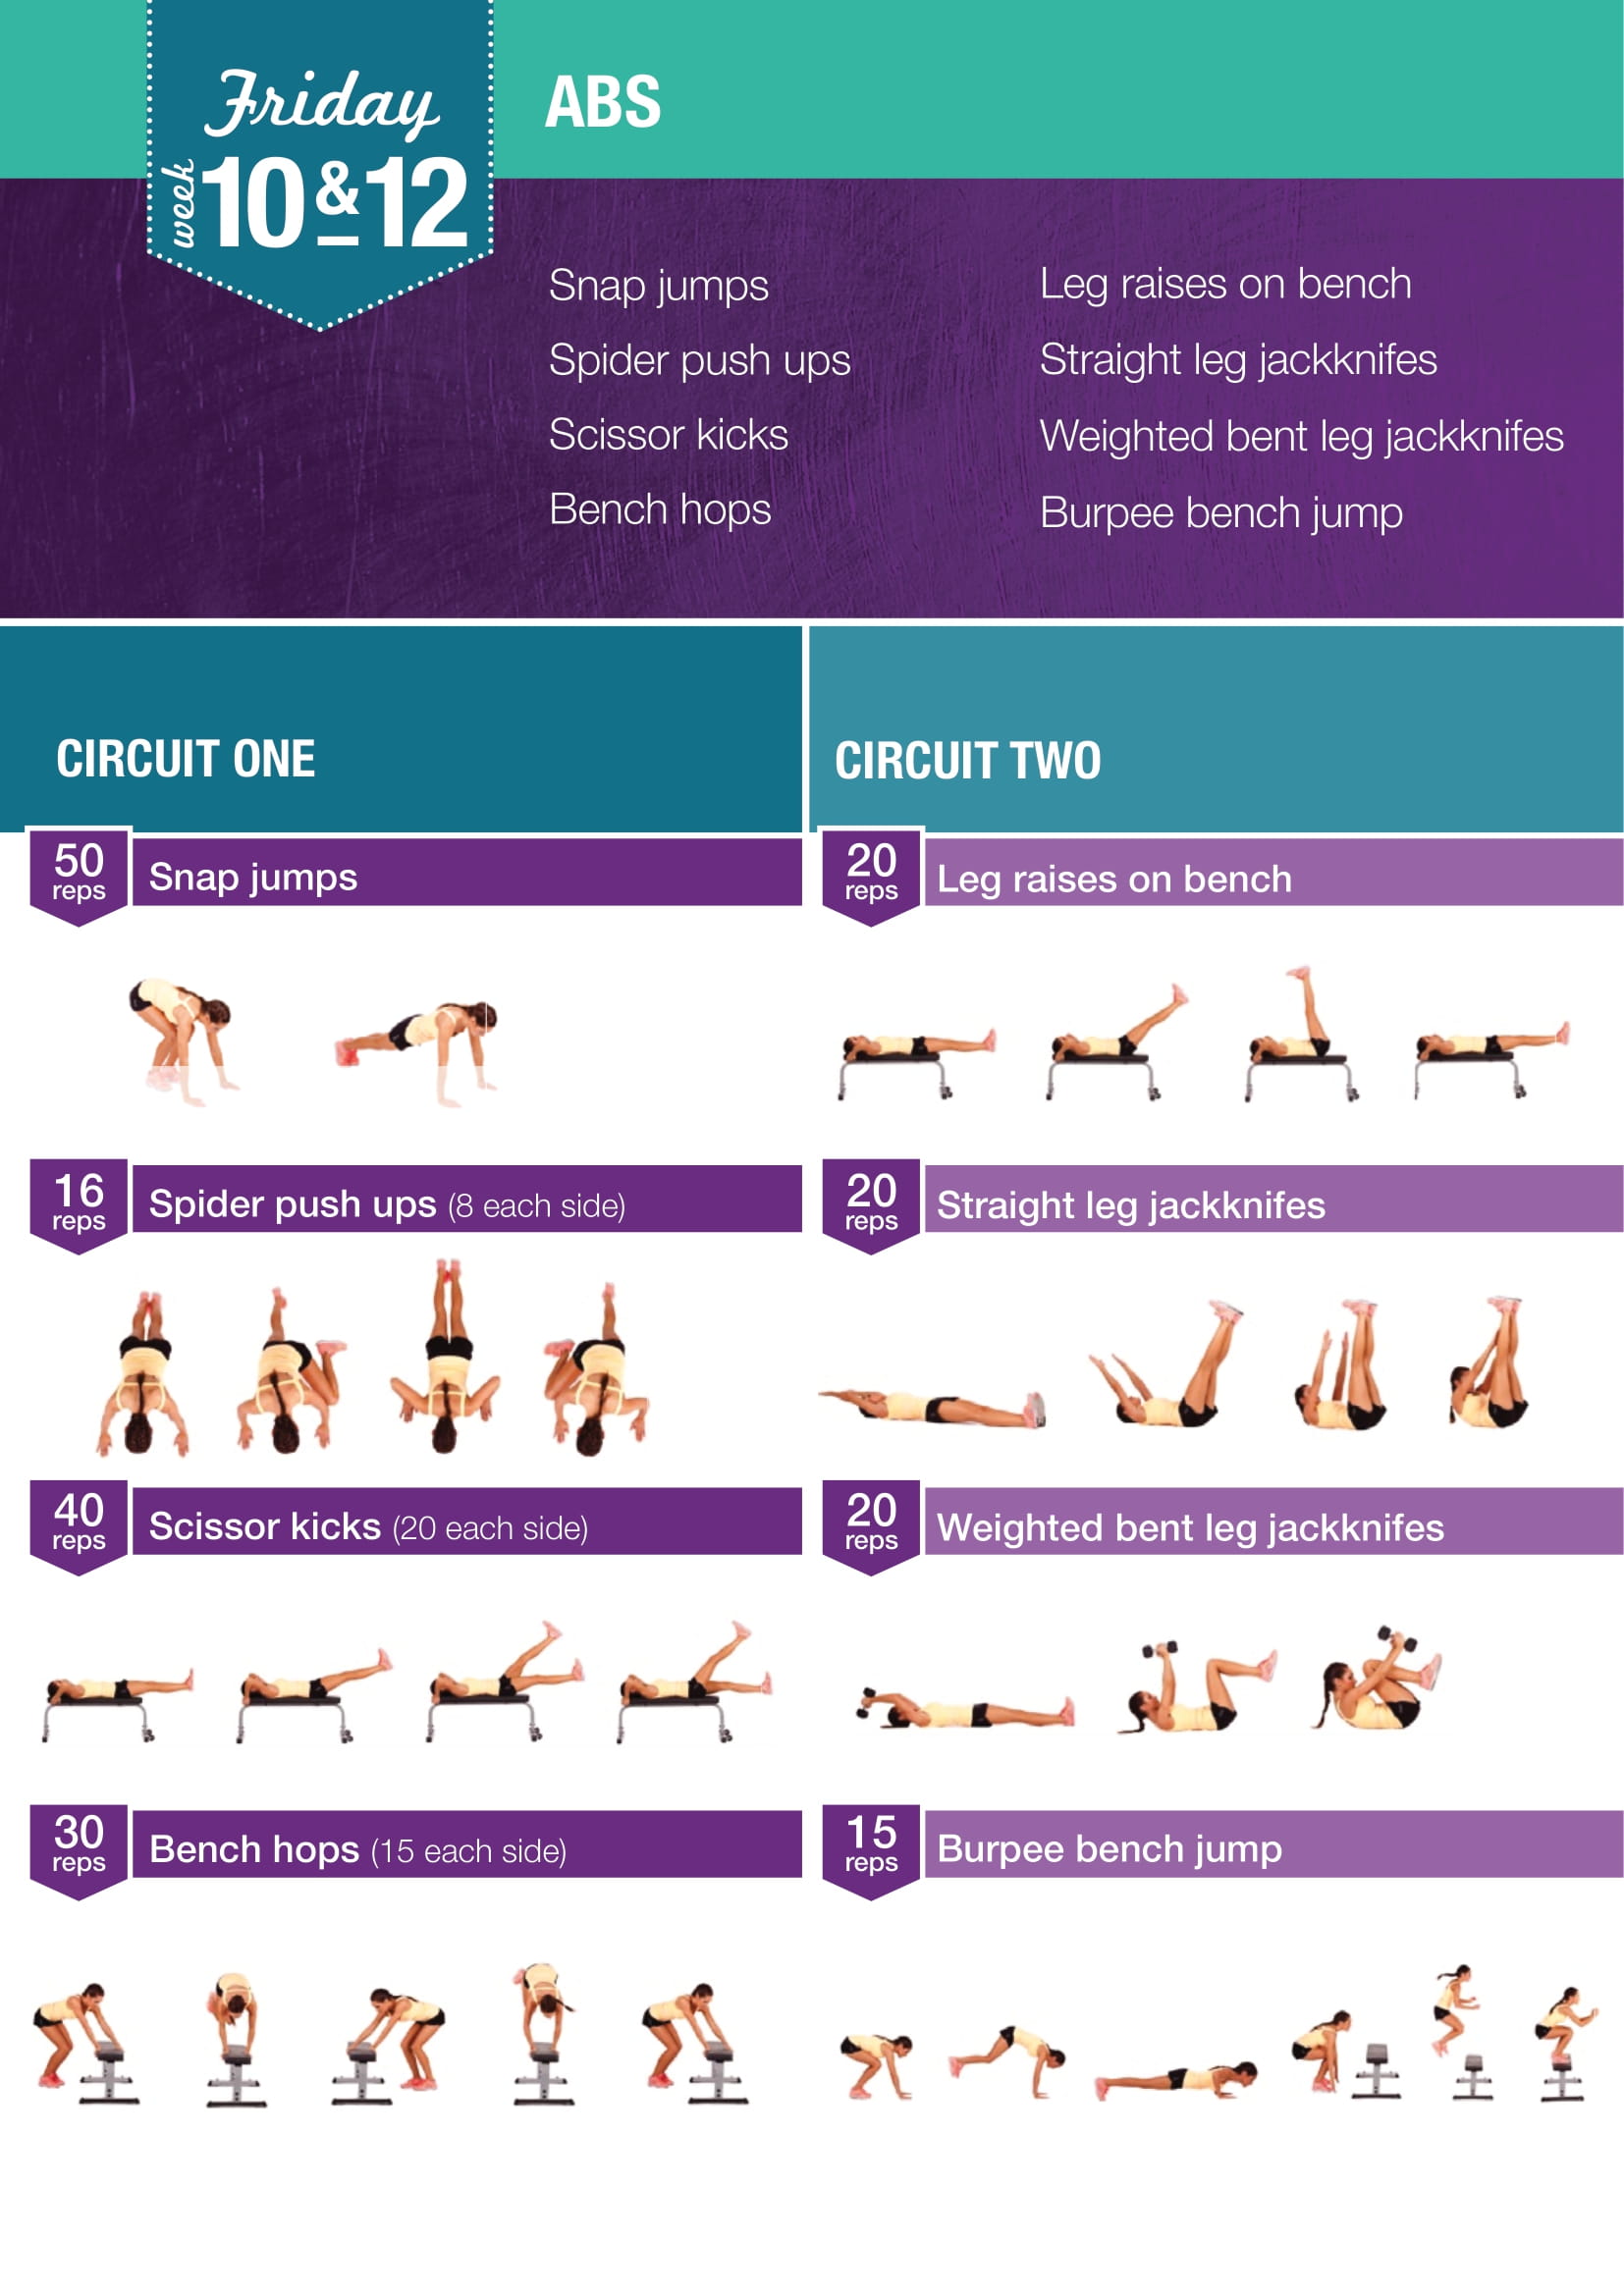 Friday
week 10 & 12
ABS
Snap jumps
Spider push ups
Scissor kicks
Bench hops
Leg raises on bench
Straight leg jackknifes
Weighted bent leg jackknifes
Burpee bench jump
CIRCUIT ONE
50 reps
Snap jumps
16 reps
Spider push ups (8 each side)
40 reps
Scissor kicks (20 each side)
30 reps
Bench hops (15 each side)
CIRCUIT TWO
20 reps
Leg raises on bench
20 reps
Straight leg jackknifes
20 reps
Weighted bent leg jackknifes
15 reps
Burpee bench jump